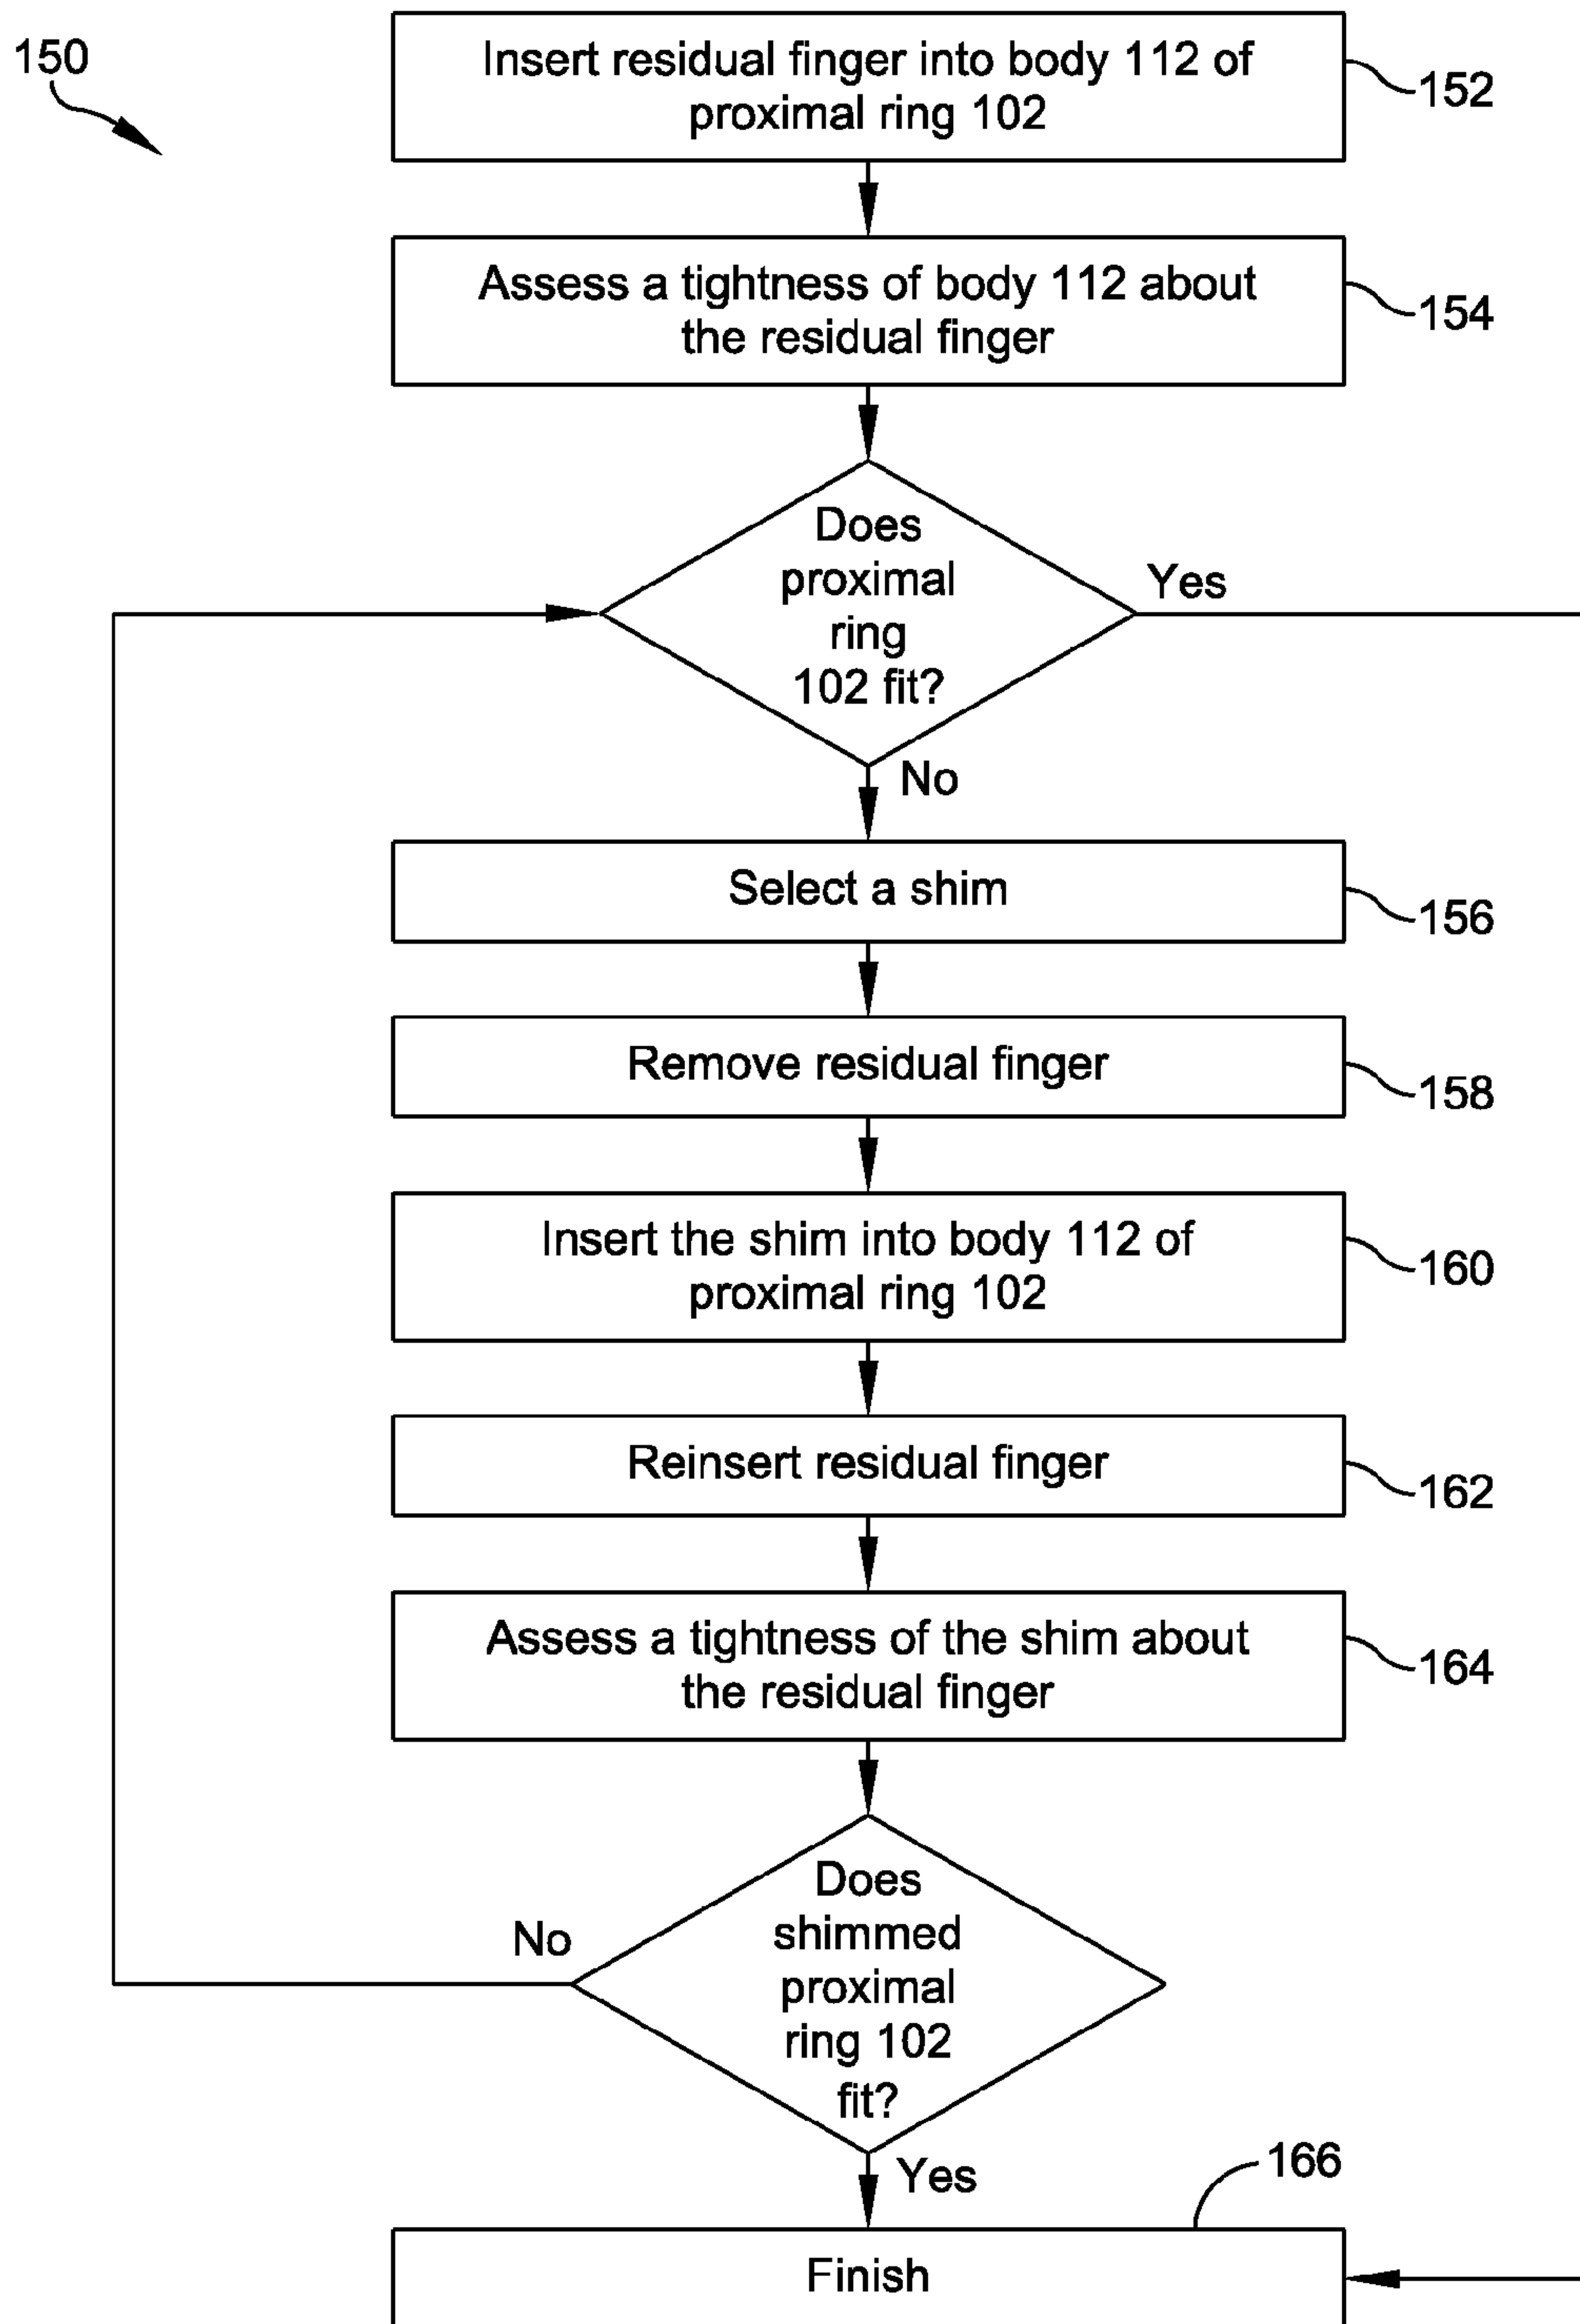 150
Insert residual finger into body 112 of
proximal ring 102
152
Assess a tightness of body 112 about
the residual finger
154
Does
proximal
ring
102 fit?
Yes
No
Select a shim
156
Remove residual finger
158
Insert the shim into body 112 of
proximal ring 102
160
Reinsert residual finger
162
Assess a tightness of the shim about
the residual finger
164
Does
shimmed
proximal
ring 102
fit?
No
Yes
166
Finish